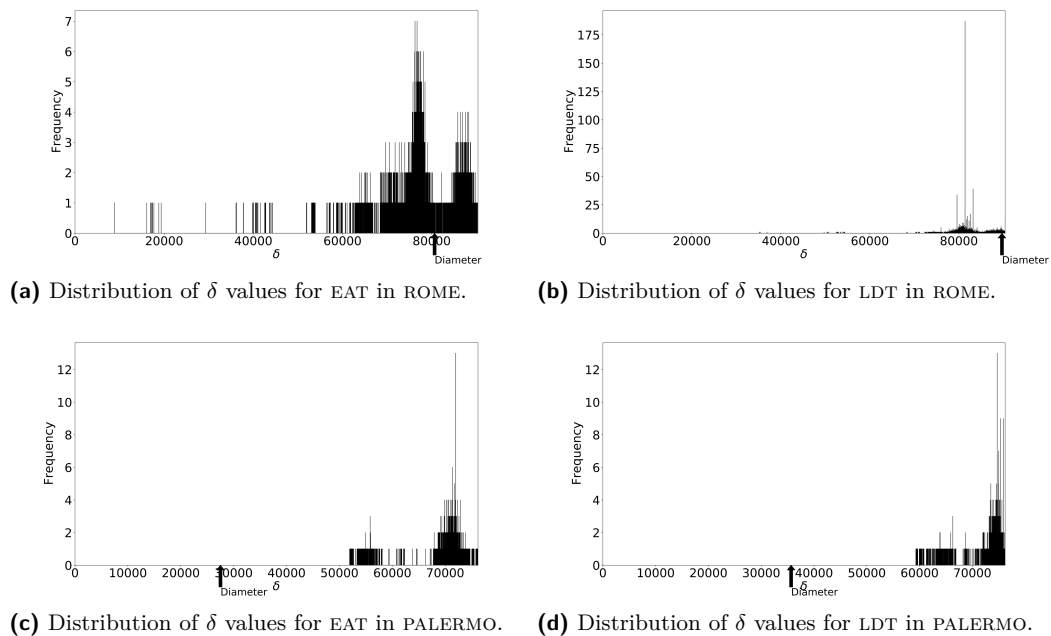 7
6
5
4
3
2
1
0
Frequency
0 20000 40000 60000 80000
δ
Diameter
(a) Distribution of δ values for EAT in ROME.
175
150
125
100
75
50
25
0
Frequency
0 20000 40000 60000 80000
δ
Diameter
(b) Distribution of δ values for LDT in ROME.
12
10
8
6
4
2
0
Frequency
0 10000 20000 30000 40000 50000 60000 70000
δ
Diameter
(c) Distribution of δ values for EAT in PALERMO.
12
10
8
6
4
2
0
Frequency
0 10000 20000 30000 40000 50000 60000 70000
δ
Diameter
(d) Distribution of δ values for LDT in PALERMO.